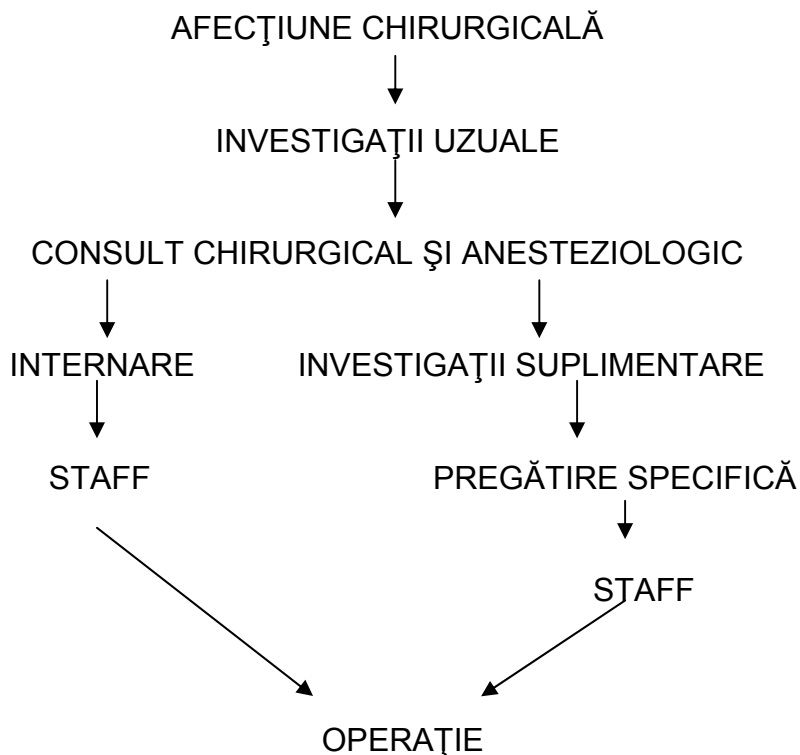 AFECŢIUNE CHIRURGICALĂ
INVESTIGAŢII UZUALE
CONSULT CHIRURGICAL ŞI ANESTEZIOLOGIC
INTERNARE INVESTIGAŢII SUPLIMENTARE
STAFF PREGĂTIRE SPECIFICĂ
STAFF
OPERAŢIE